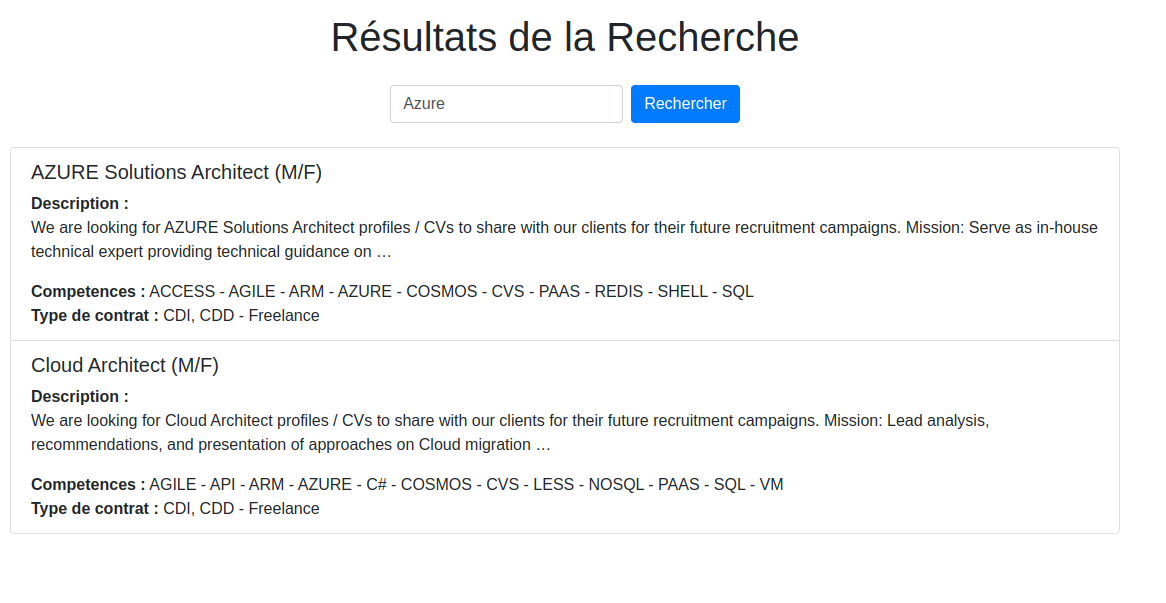 Résultats de la Recherche
Azure
Rechercher
AZURE Solutions Architect (M/F)
Description :
We are looking for AZURE Solutions Architect profiles / CVs to share with our clients for their future recruitment campaigns. Mission: Serve as in-house
technical expert providing technical guidance on …
Competences : ACCESS - AGILE - ARM - AZURE - COSMOS - CVS - PAAS - REDIS - SHELL - SQL
Type de contrat : CDI, CDD - Freelance
Cloud Architect (M/F)
Description :
We are looking for Cloud Architect profiles / CVs to share with our clients for their future recruitment campaigns. Mission: Lead analysis,
recommendations, and presentation of approaches on Cloud migration …
Competences : AGILE - API - ARM - AZURE - C# - COSMOS - CVS - LESS - NOSQL - PAAS - SQL - VM
Type de contrat : CDI, CDD - Freelance